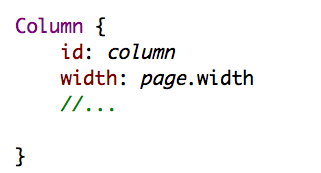 Column {
    id: column
    width: page.width
    //...

}